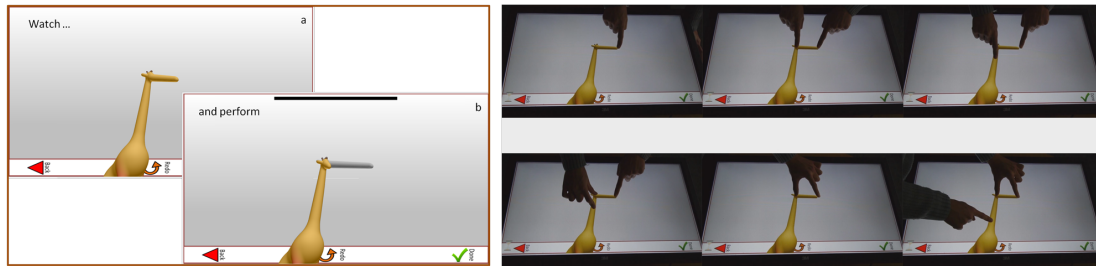 Watch ...
a
Back
Redo
and perform
b
Back
Redo
Done